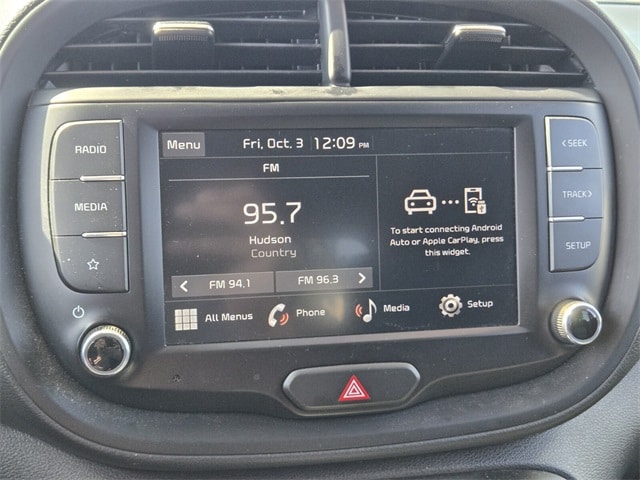 RADIO
MEDIA
Menu
Fri, Oct. 3 12:09 PM
FM
95.7
Hudson
Country
FM 94.1
FM 96.3
To start connecting Android
Auto or Apple CarPlay, press
this widget.
All Menus
Phone
Media
Setup
< SEEK
TRACK >
SETUP